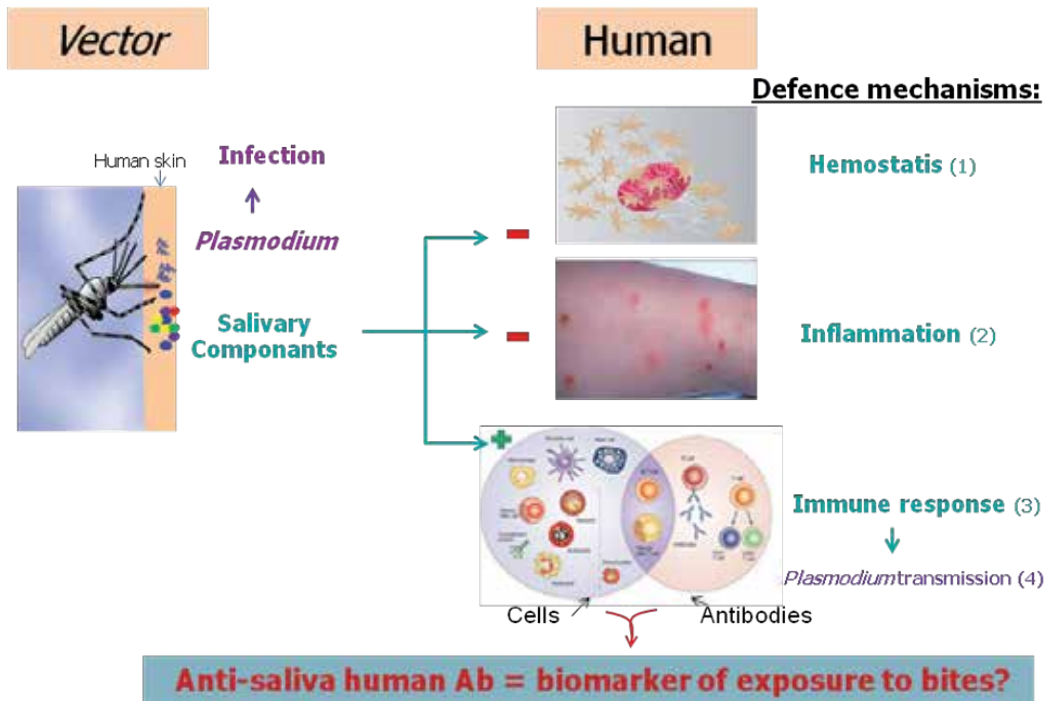 Vector
Human
Defence mechanisms:
Human skin
Infection
Plasmodium
Salivary
Componants
Hemostatis (1)
Inflammation (2)
Immune response (3)
Plasmodium transmission (4)
Cells
Antibodies
Anti-saliva human Ab = biomarker of exposure to bites?